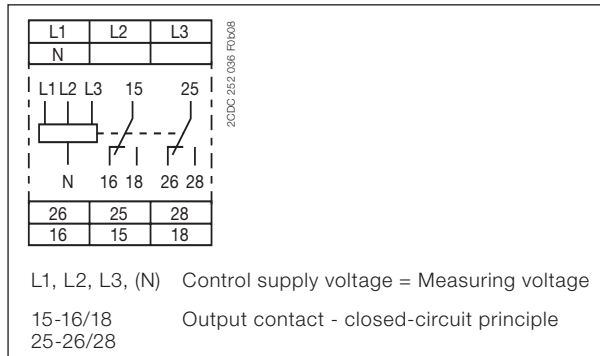 L1 L2 L3
N
L1 L2 L3 15 25
N 16 18 26 28
26 25 28
16 15 18
2CDC 252 036 F0b08
L1, L2, L3, (N) Control supply voltage = Measuring voltage
15-16/18 Output contact - closed-circuit principle
25-26/28